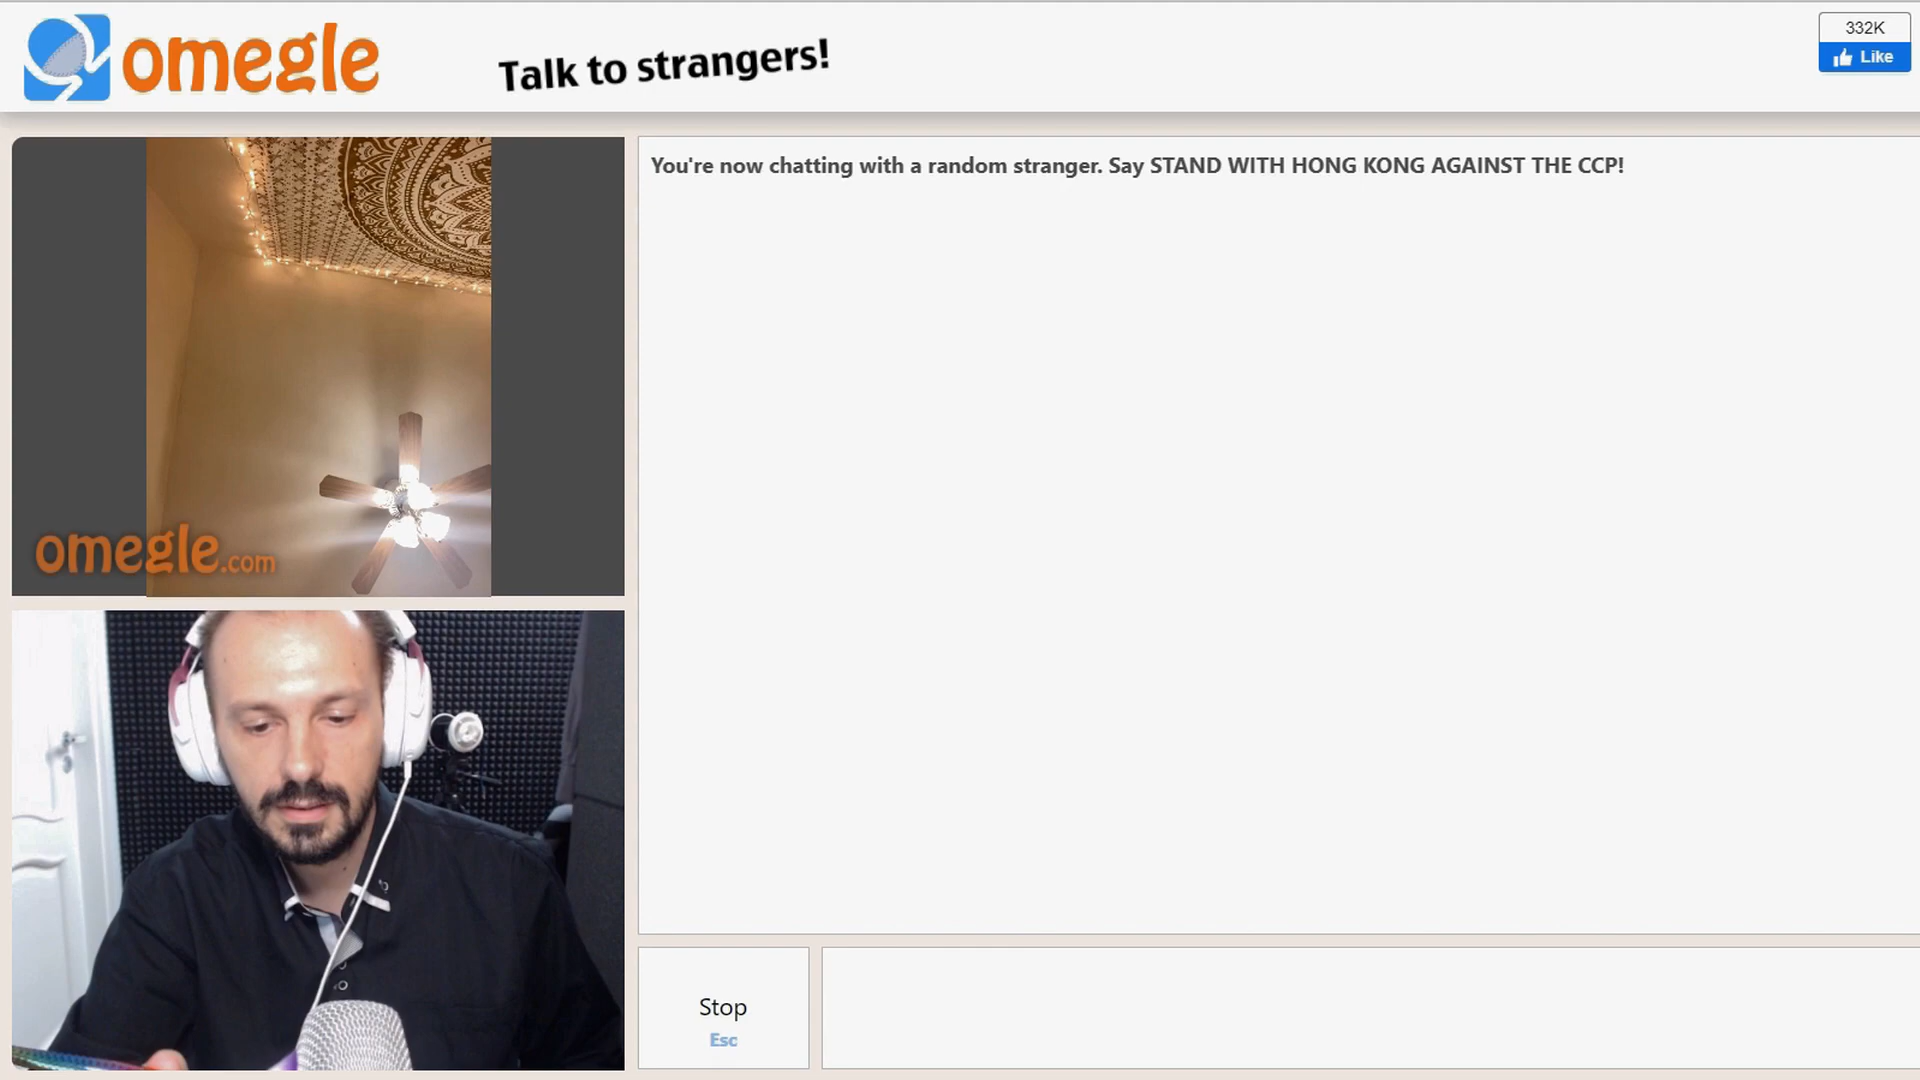 omegle
Talk to strangers!
332K
Like
You're now chatting with a random stranger. Say STAND WITH HONG KONG AGAINST THE CCP!
omegle.com
Stop
Esc